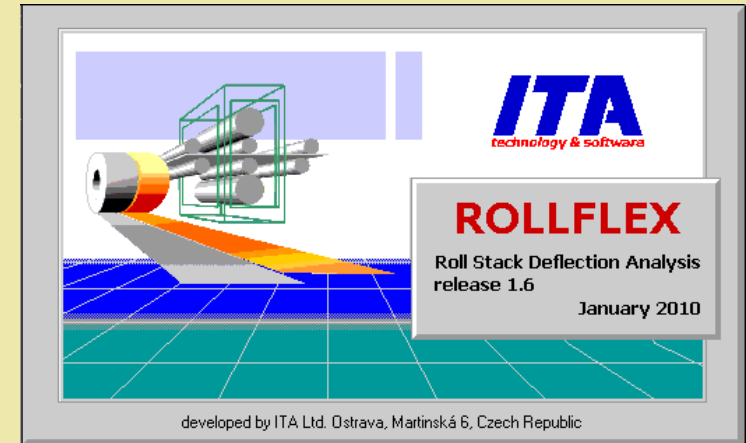 ITA
technology & software
ROLLFLEX
Roll Stack Deflection Analysis
release 1.6
January 2010
developed by ITA Ltd. Ostrava, Martinská 6, Czech Republic